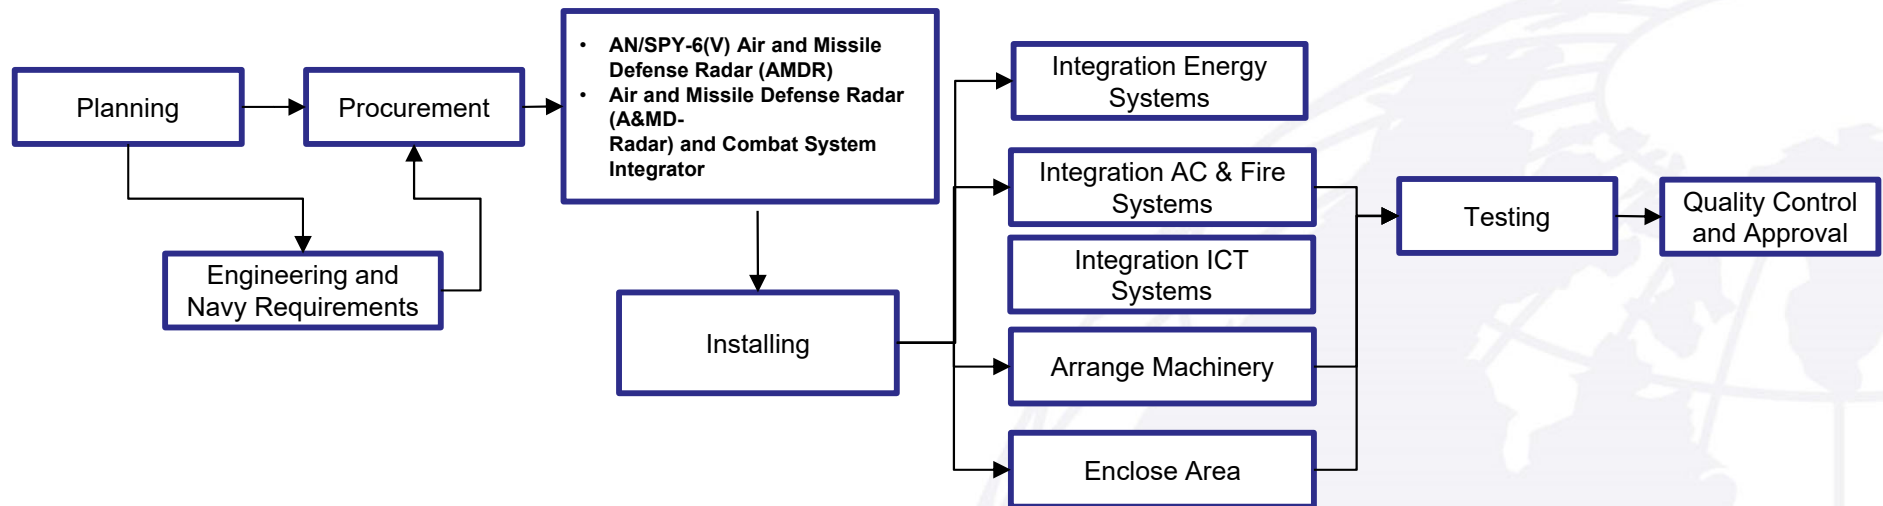 Planning
Procurement
Engineering and
Navy Requirements
• AN/SPY-6(V) Air and Missile
Defense Radar (AMDR)
• Air and Missile Defense Radar
(A&MD-
Radar) and Combat System
Integrator
Installing
Integration Energy
Systems
Integration AC & Fire
Systems
Integration ICT
Systems
Arrange Machinery
Enclose Area
Testing
Quality Control
and Approval